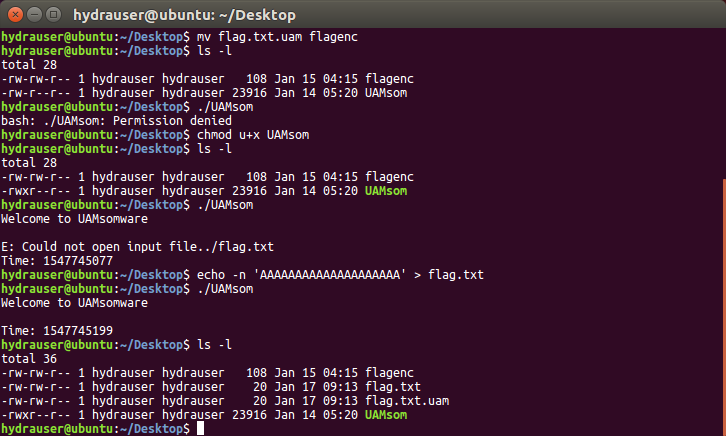 hydrauser@ubuntu: ~/Desktop
hydrauser@ubuntu:~/Desktop$ mv flag.txt.uam flagenc
hydrauser@ubuntu:~/Desktop$ ls -l
total 28
-rw-rw-r-- 1 hydrauser hydrauser   108 Jan 15 04:15 flagenc
-rw-rw-r-- 1 hydrauser hydrauser 23916 Jan 14 05:20 UAMsom
hydrauser@ubuntu:~/Desktop$ ./UAMsom
bash: ./UAMsom: Permission denied
hydrauser@ubuntu:~/Desktop$ chmod u+x UAMsom
hydrauser@ubuntu:~/Desktop$ ls -l
total 28
-rw-rw-r-- 1 hydrauser hydrauser   108 Jan 15 04:15 flagenc
-rwxr--r-- 1 hydrauser hydrauser 23916 Jan 14 05:20 UAMsom
hydrauser@ubuntu:~/Desktop$ ./UAMsom
Welcome to UAMsomware
E: Could not open input file../flag.txt
Time: 1547745077
hydrauser@ubuntu:~/Desktop$ echo -n 'AAAAAAAAAAAAAAAAAAAA' > flag.txt
hydrauser@ubuntu:~/Desktop$ ./UAMsom
Welcome to UAMsomware
Time: 1547745199
hydrauser@ubuntu:~/Desktop$ ls -l
total 36
-rw-rw-r-- 1 hydrauser hydrauser   108 Jan 15 04:15 flagenc
-rw-rw-r-- 1 hydrauser hydrauser    20 Jan 17 09:13 flag.txt
-rw-rw-r-- 1 hydrauser hydrauser    20 Jan 17 09:13 flag.txt.uam
-rwxr--r-- 1 hydrauser hydrauser 23916 Jan 14 05:20 UAMsom
hydrauser@ubuntu:~/Desktop$